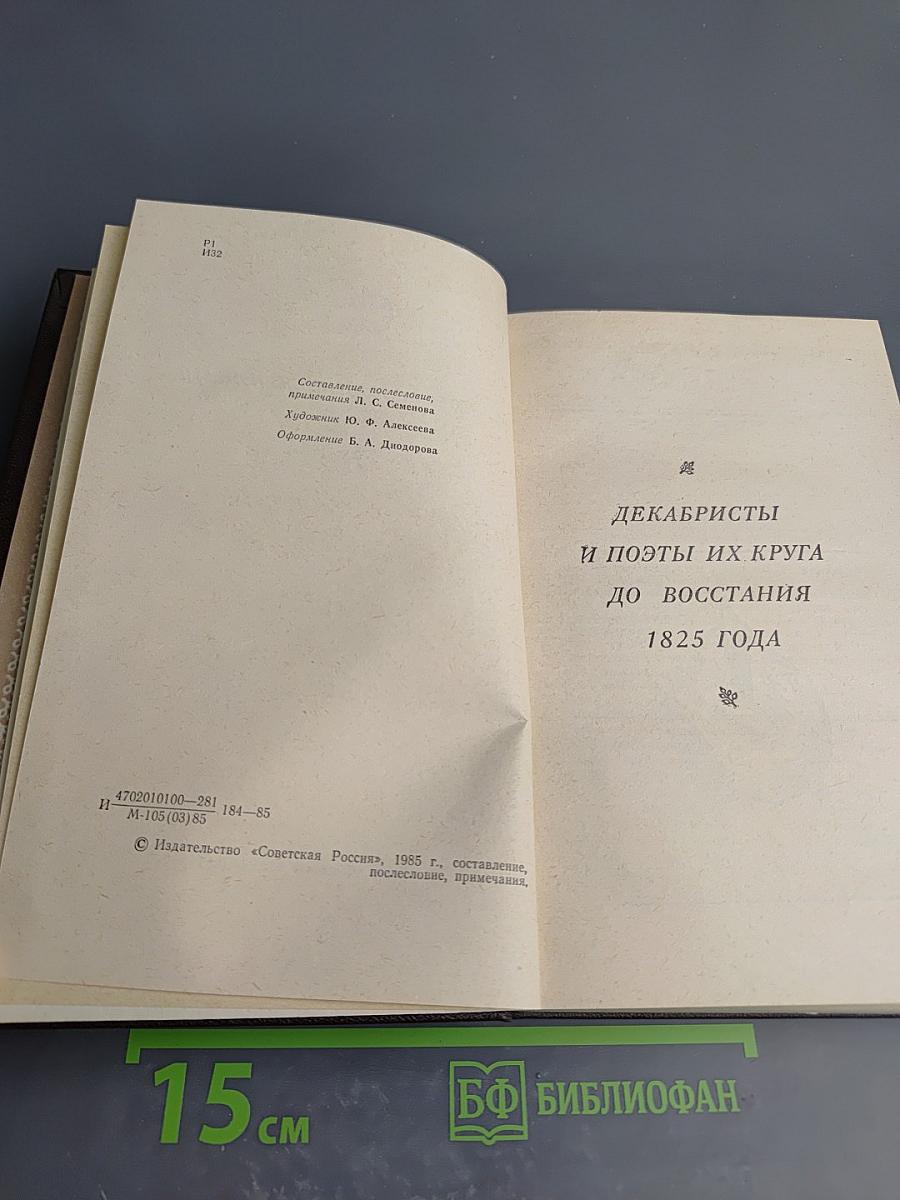 Р1
И32
Составление, послесловие,
примечания Л. С. Семенова
Художник Ю. Ф. Алексеева
Оформление Б. А. Диодорова
И 4702010100—281
М-105(03)85 184—85
© Издательство «Советская Россия», 1985 г., составление,
послесловие, примечания.
ДЕКАБРИСТЫ
И ПОЭТЫ ИХ КРУГА
ДО ВОССТАНИЯ
1825 ГОДА
15 см
БФ БИБЛИОФАН